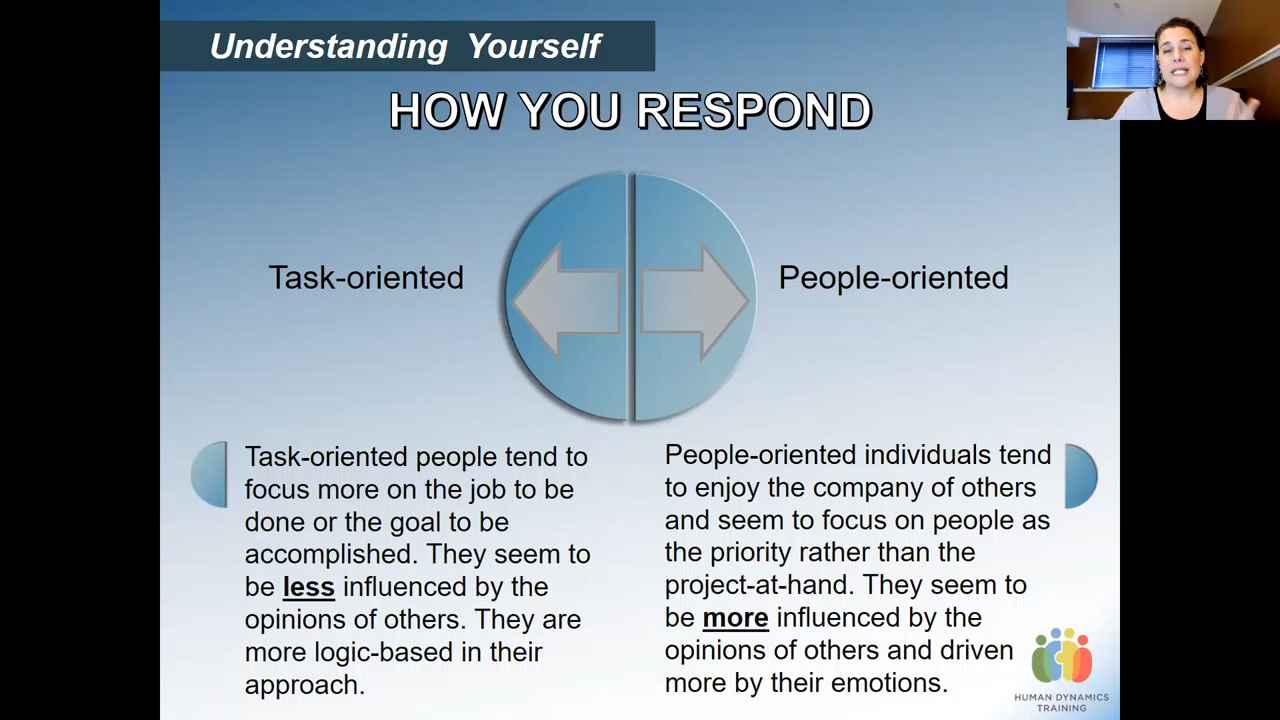 Understanding Yourself
HOW YOU RESPOND
Task-oriented
People-oriented
Task-oriented people tend to
focus more on the job to be
done or the goal to be
accomplished. They seem to
be less influenced by the
opinions of others. They are
more logic-based in their
approach.
People-oriented individuals tend
to enjoy the company of others
and seem to focus on people as
the priority rather than the
project-at-hand. They seem to
be more influenced by the
opinions of others and driven
more by their emotions.
HUMAN DYNAMICS
TRAINING